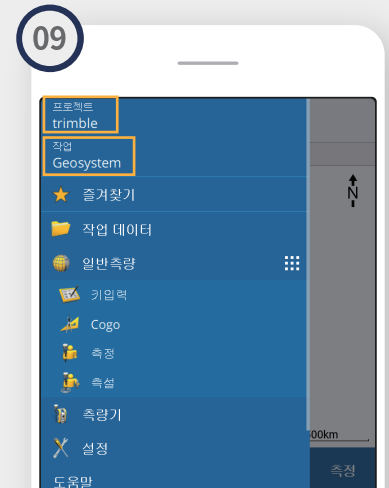 09
프로젝트
trimble
작업
Geosystem
즐겨찾기
N
작업 데이터
일반측량
키입력
Cogo
측정
측설
측량기
00km
설정
측정
도움말